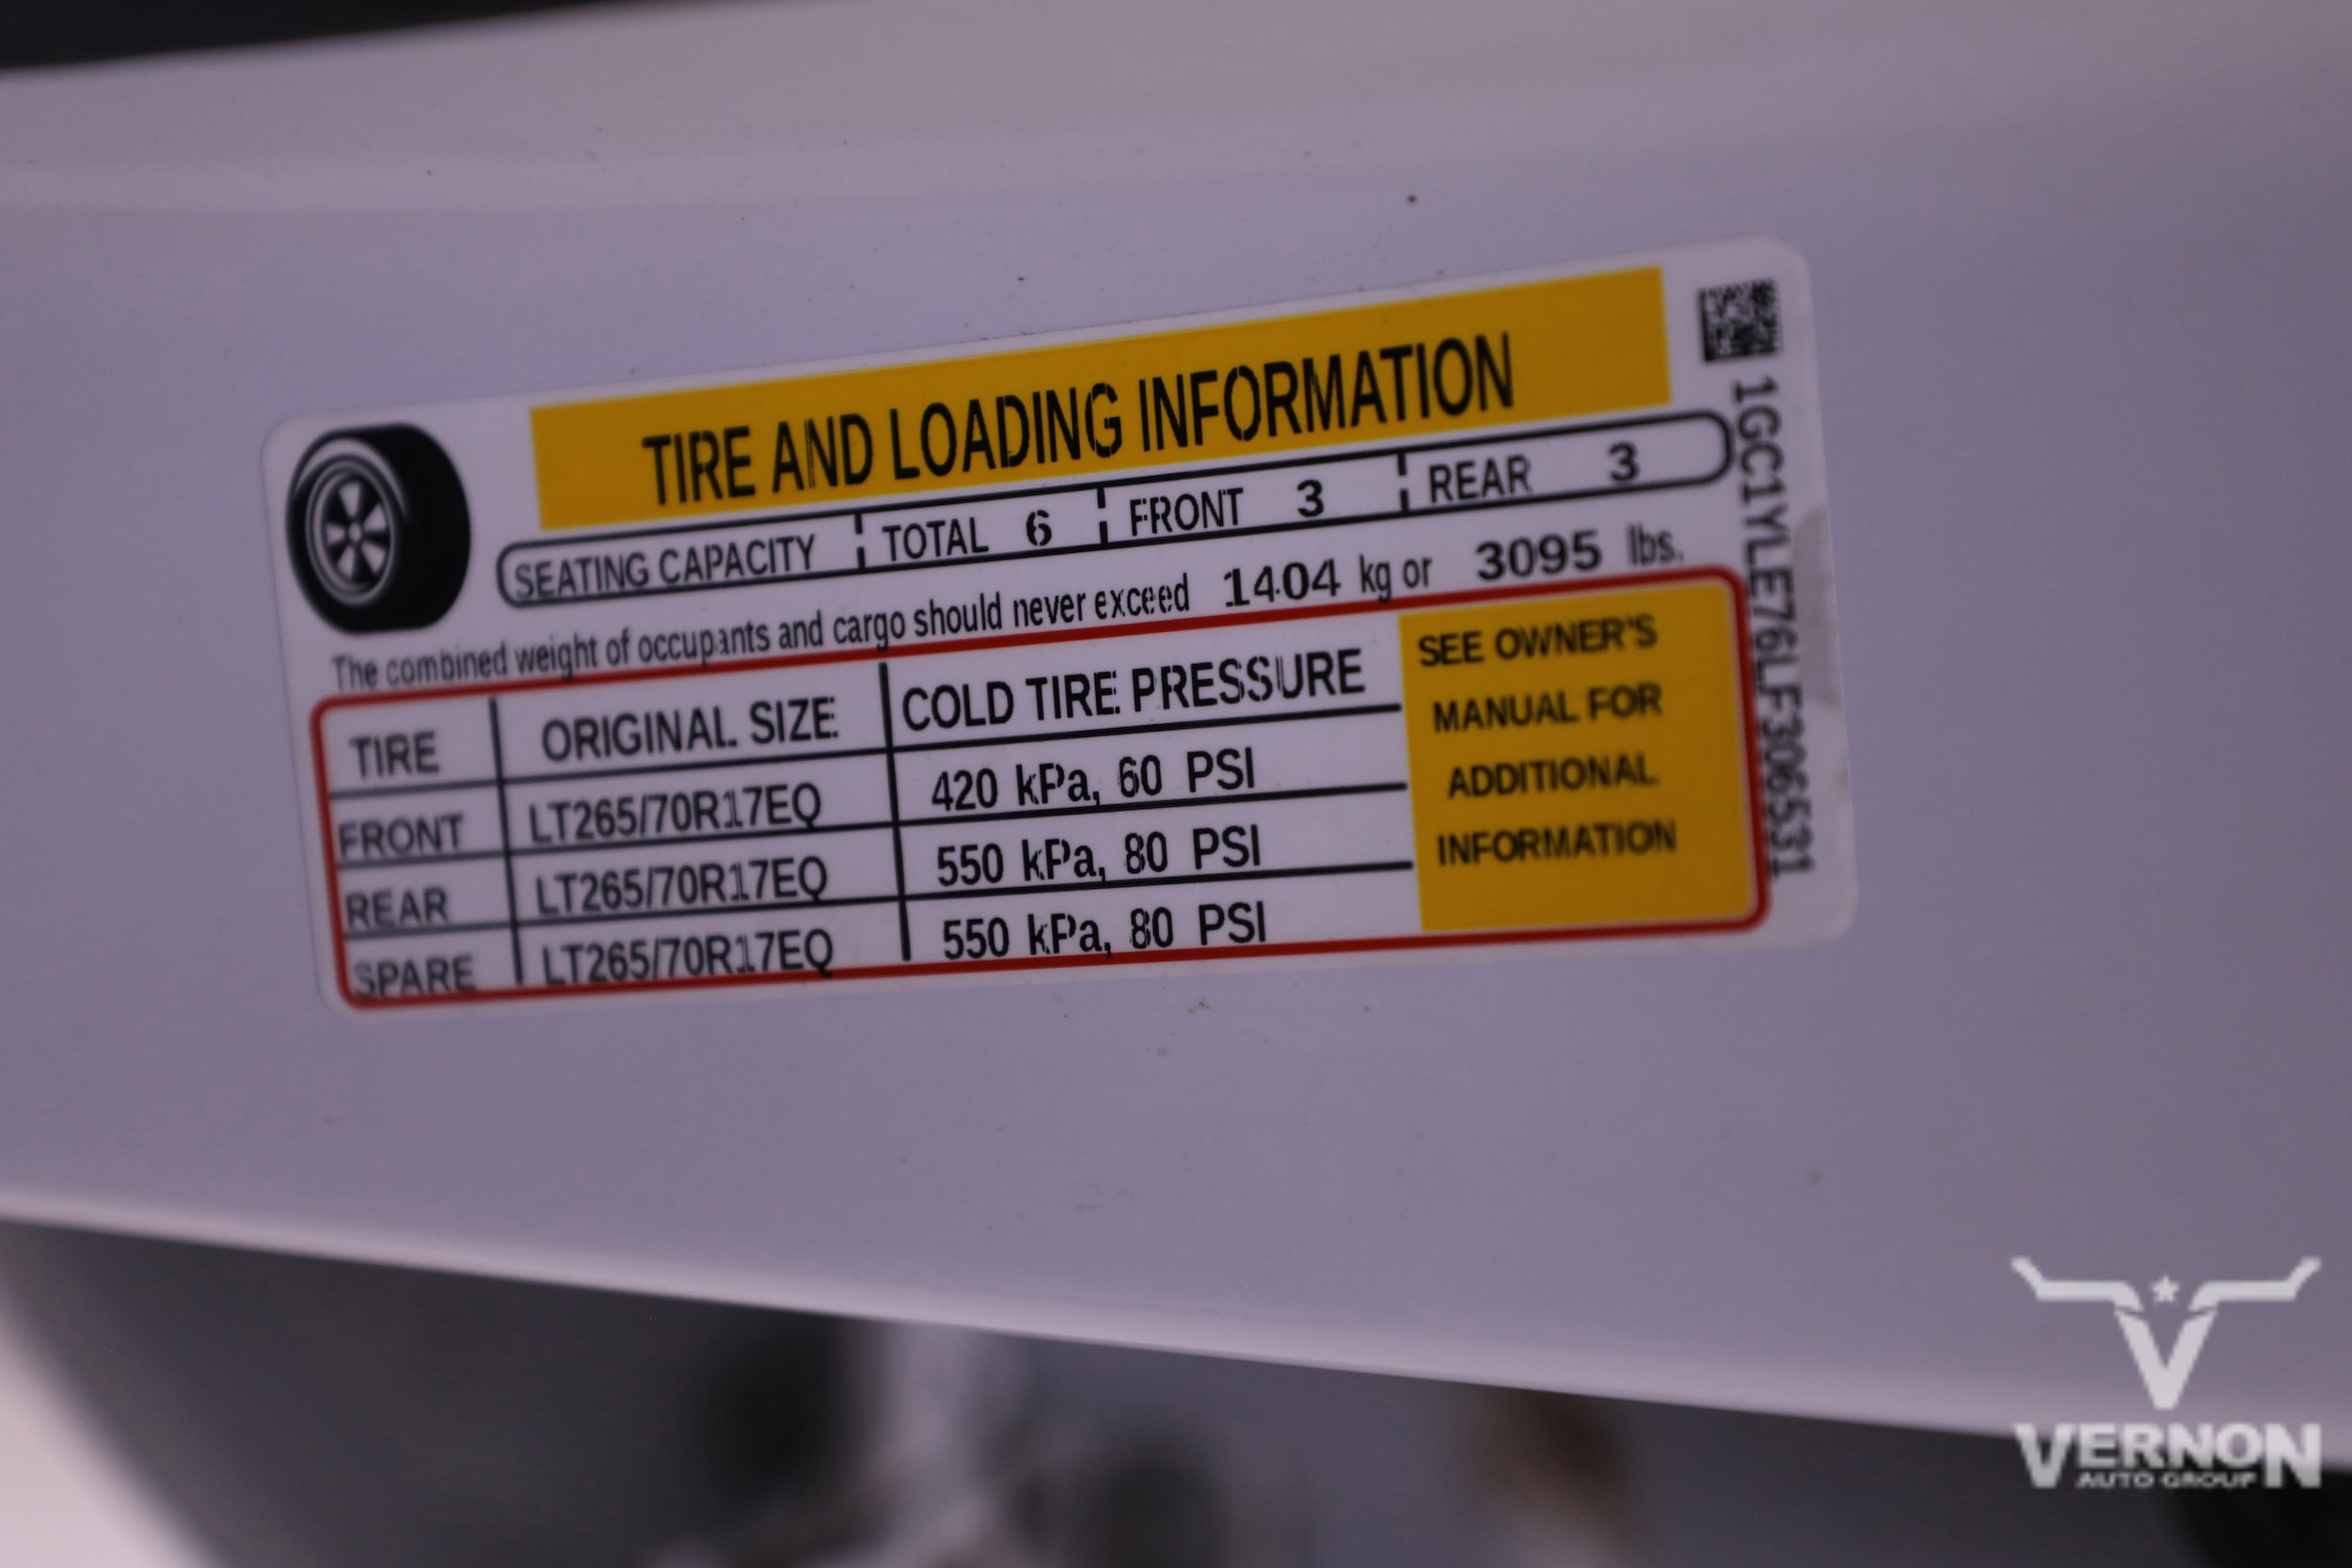 TIRE AND LOADING INFORMATION
SEATING CAPACITY TOTAL 6 FRONT 3 REAR 3
The combined weight of occupants and cargo should never exceed 1404 kg or 3095 lbs.
TIRE ORIGINAL SIZE COLD TIRE PRESSURE
FRONT LT265/70R17EQ 420 kPa, 60 PSI
REAR LT265/70R17EQ 550 kPa, 80 PSI
SPARE LT265/70R17EQ 550 kPa, 80 PSI
SEE OWNER'S
MANUAL FOR
ADDITIONAL
INFORMATION
1GC1YLE76LF306531
VERNON
AUTO GROUP